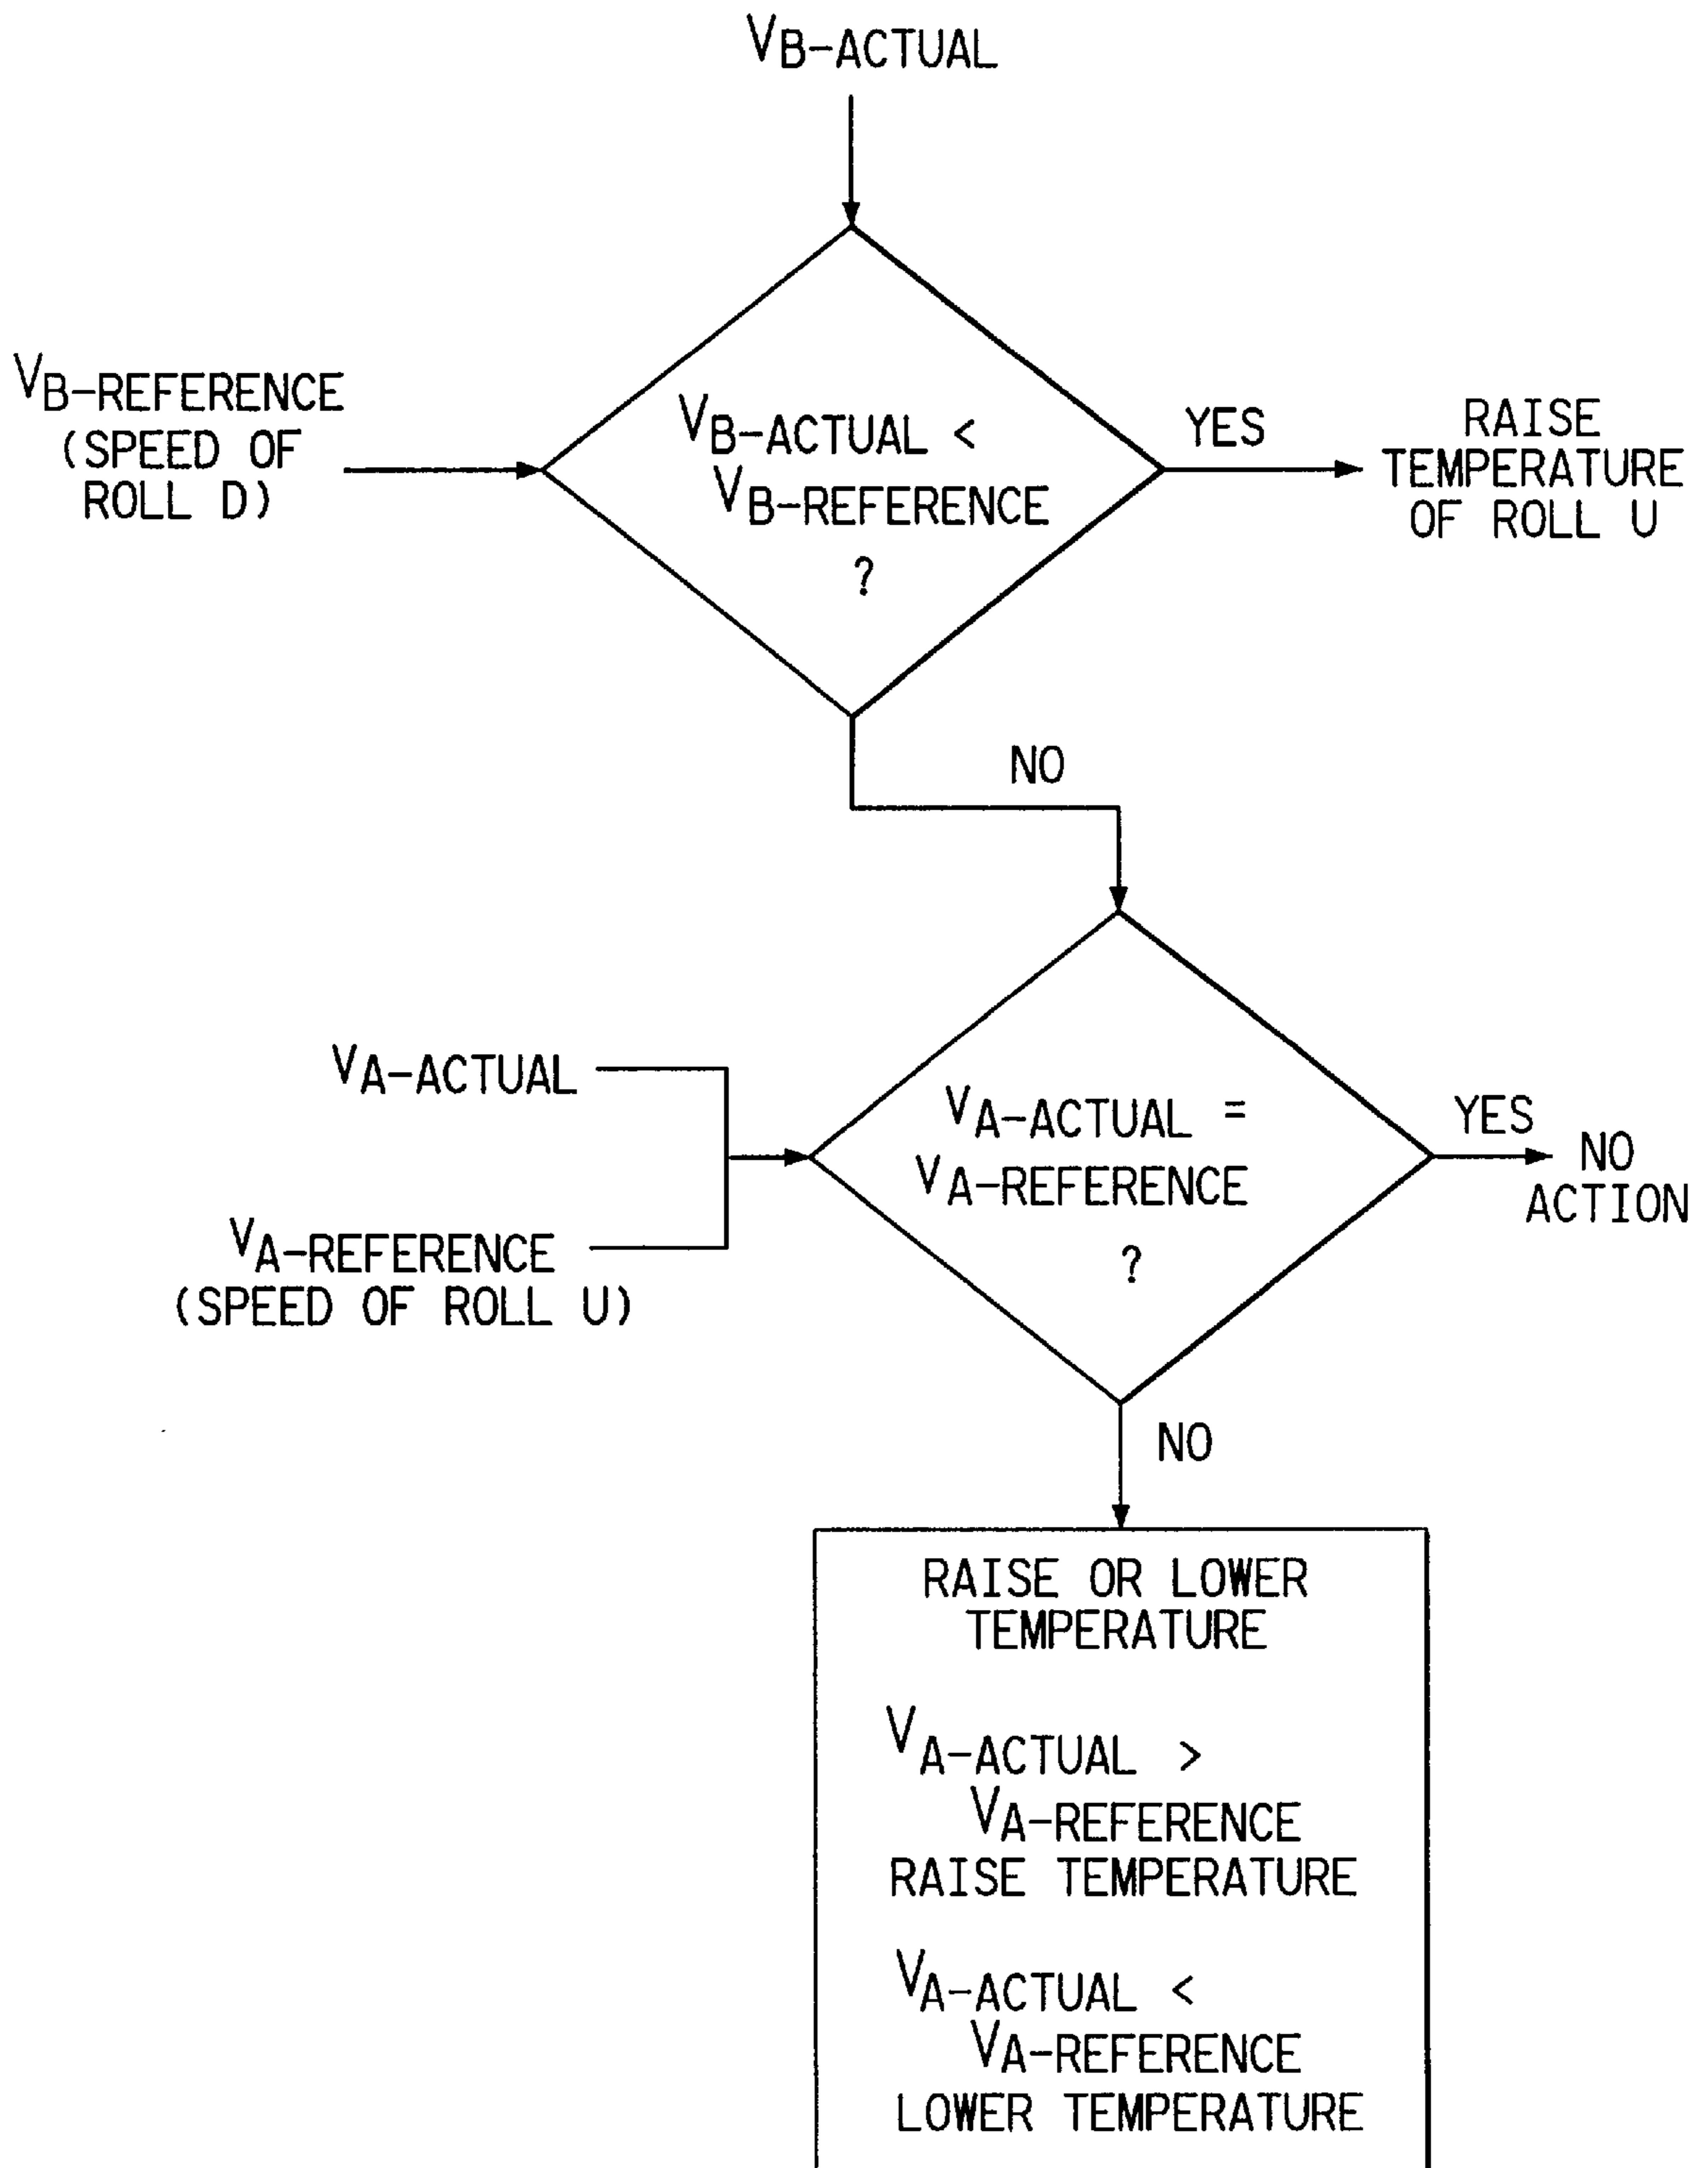 VB-ACTUAL
VB-REFERENCE
(SPEED OF
ROLL D)
VB-ACTUAL <
VB-REFERENCE
?
YES
RAISE
TEMPERATURE
OF ROLL U
NO
VA-ACTUAL
VA-REFERENCE
(SPEED OF ROLL U)
VA-ACTUAL =
VA-REFERENCE
?
YES
NO
ACTION
NO
RAISE OR LOWER
TEMPERATURE
VA-ACTUAL >
VA-REFERENCE
RAISE TEMPERATURE
VA-ACTUAL <
VA-REFERENCE
LOWER TEMPERATURE